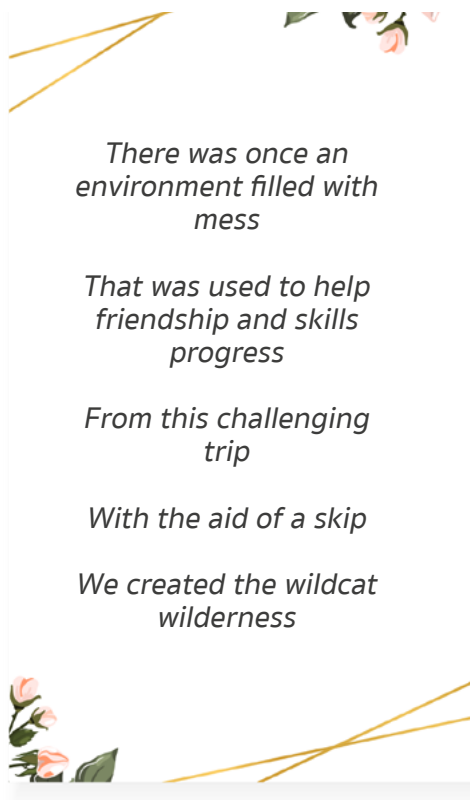 There was once an
environment filled with
mess
That was used to help
friendship and skills
progress
From this challenging
trip
With the aid of a skip
We created the wildcat
wilderness